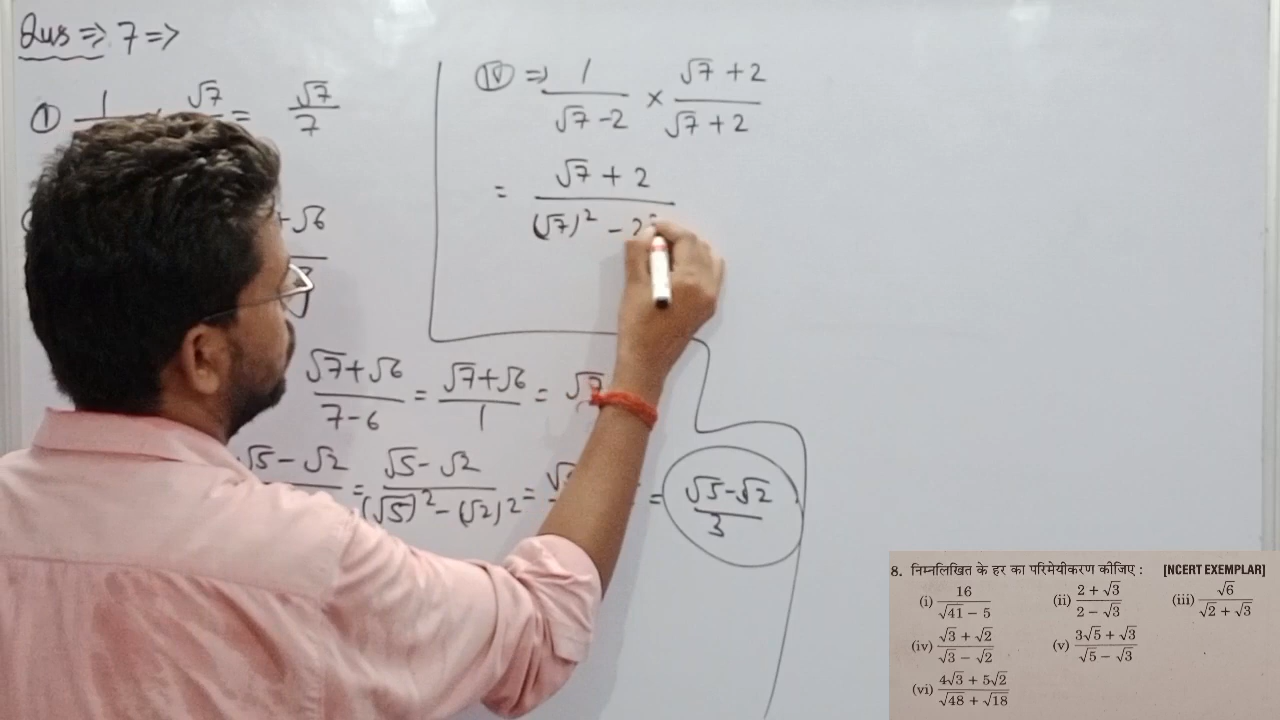 Qus ⇒ 7 ⇒
① 1 √7 = √7/7
√6
√7+√6/7-6 = √7+√6/1 = √7
√5-√2 = √5-√2/(√5)²-(√2)² = = √5-√2/3
ⅠⅤ ⇒ 1/√7-2 × √7+2/√7+2
= √7+2/(√7)²-2²
8. निम्नलिखित के हर का परिमेयीकरण कीजिए : [NCERT EXEMPLAR]
(i) 16/√41 - 5 (ii) 2 + √3/2 - √3 (iii) √6/√2 + √3
(iv) √3 + √2/√3 - √2 (v) 3√5 + √3/√5 - √3
(vi) 4√3 + 5√2/√48 + √18